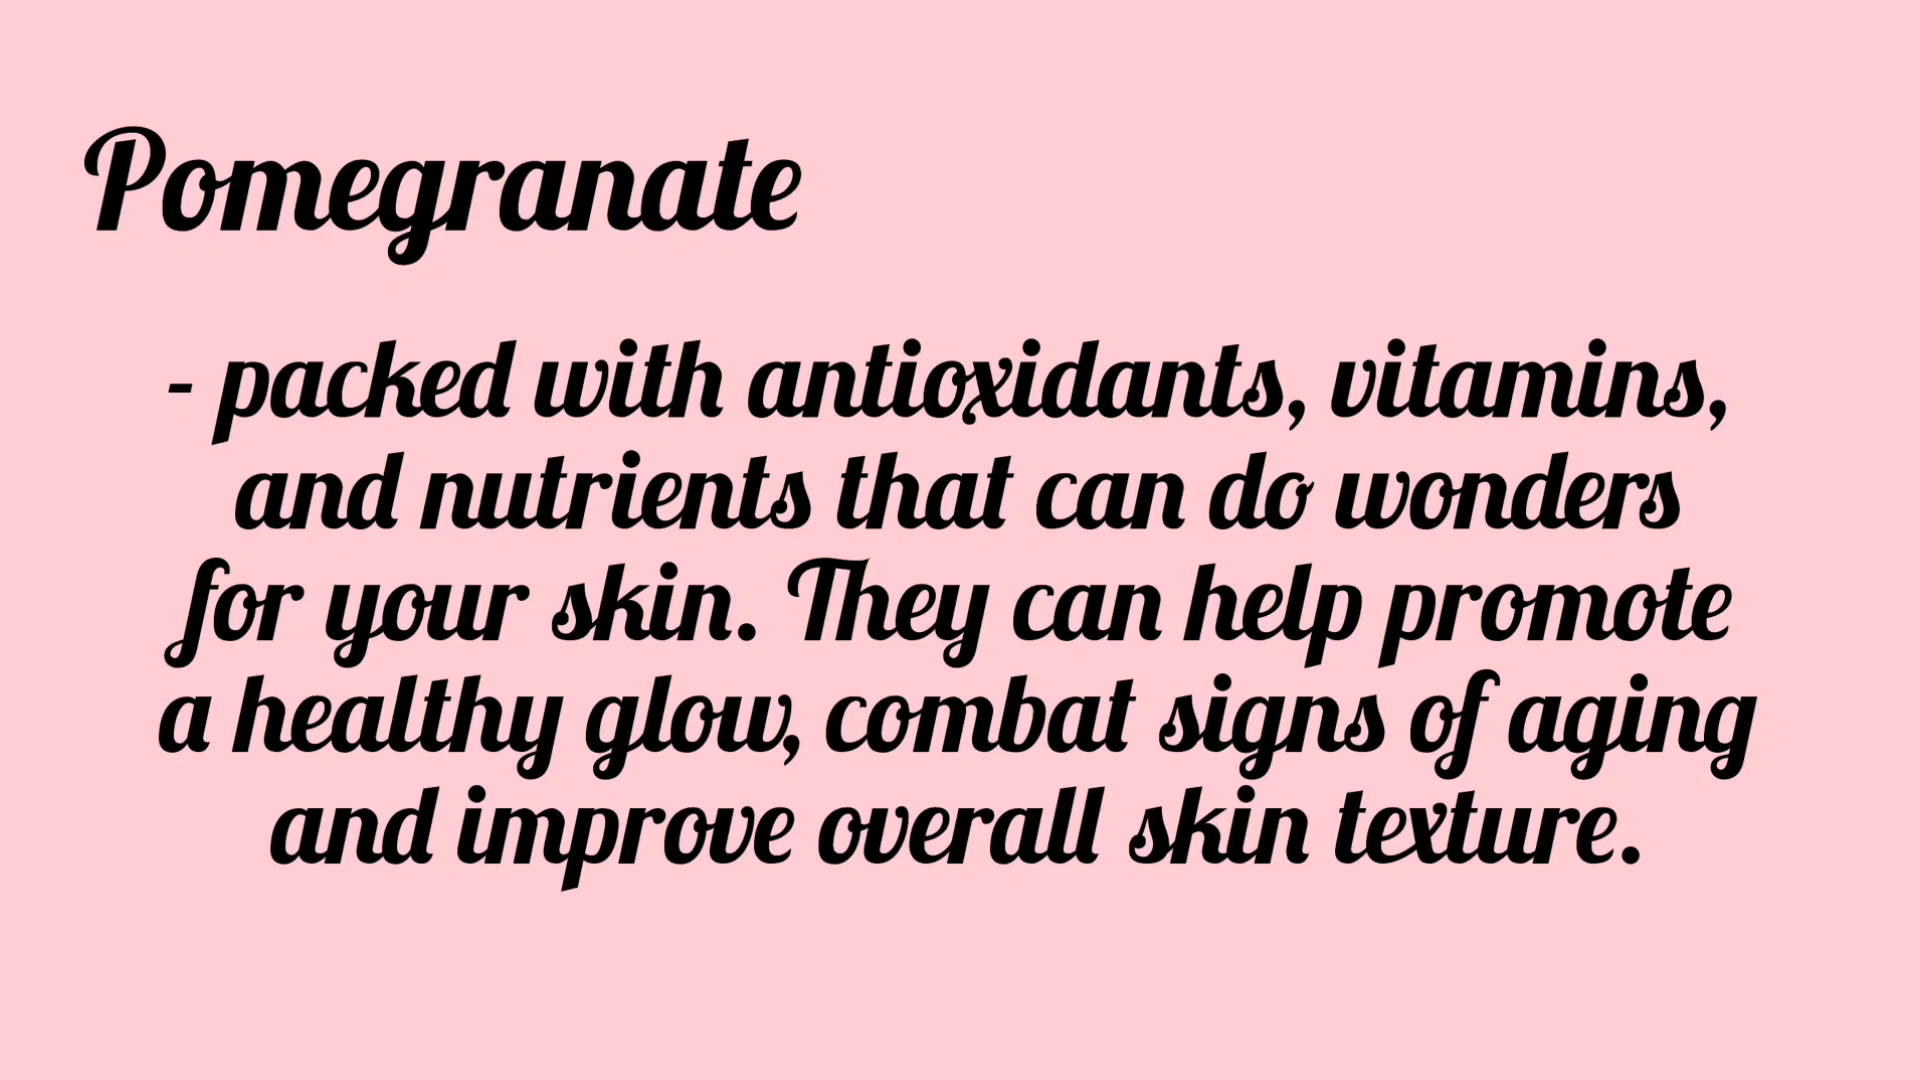 Pomegranate
- packed with antioxidants, vitamins,
and nutrients that can do wonders
for your skin. They can help promote
a healthy glow, combat signs of aging
and improve overall skin texture.